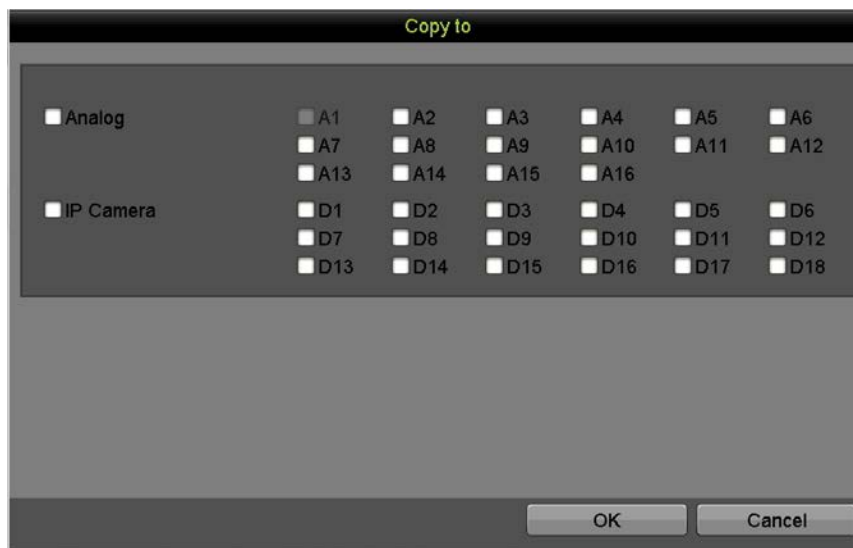 Copy to
Analog A1 A2 A3 A4 A5 A6
A7 A8 A9 A10 A11 A12
A13 A14 A15 A16
IP Camera D1 D2 D3 D4 D5 D6
D7 D8 D9 D10 D11 D12
D13 D14 D15 D16 D17 D18
OK Cancel